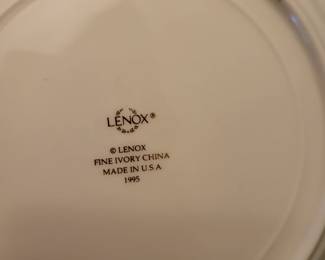 LENOX®
© LENOX
FINE IVORY CHINA
MADE IN U.S.A
1995